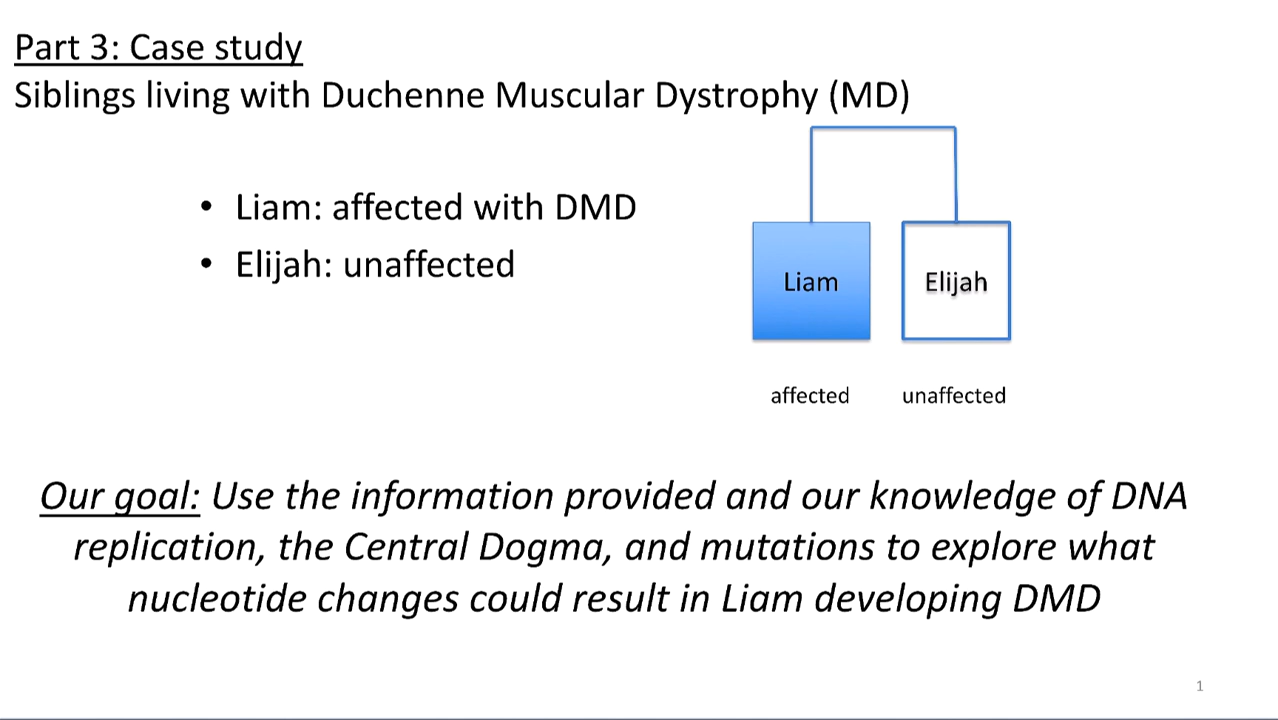 Part 3: Case study
Siblings living with Duchenne Muscular Dystrophy (MD)
• Liam: affected with DMD
• Elijah: unaffected
Liam
Elijah
affected
unaffected
Our goal: Use the information provided and our knowledge of DNA
replication, the Central Dogma, and mutations to explore what
nucleotide changes could result in Liam developing DMD
1